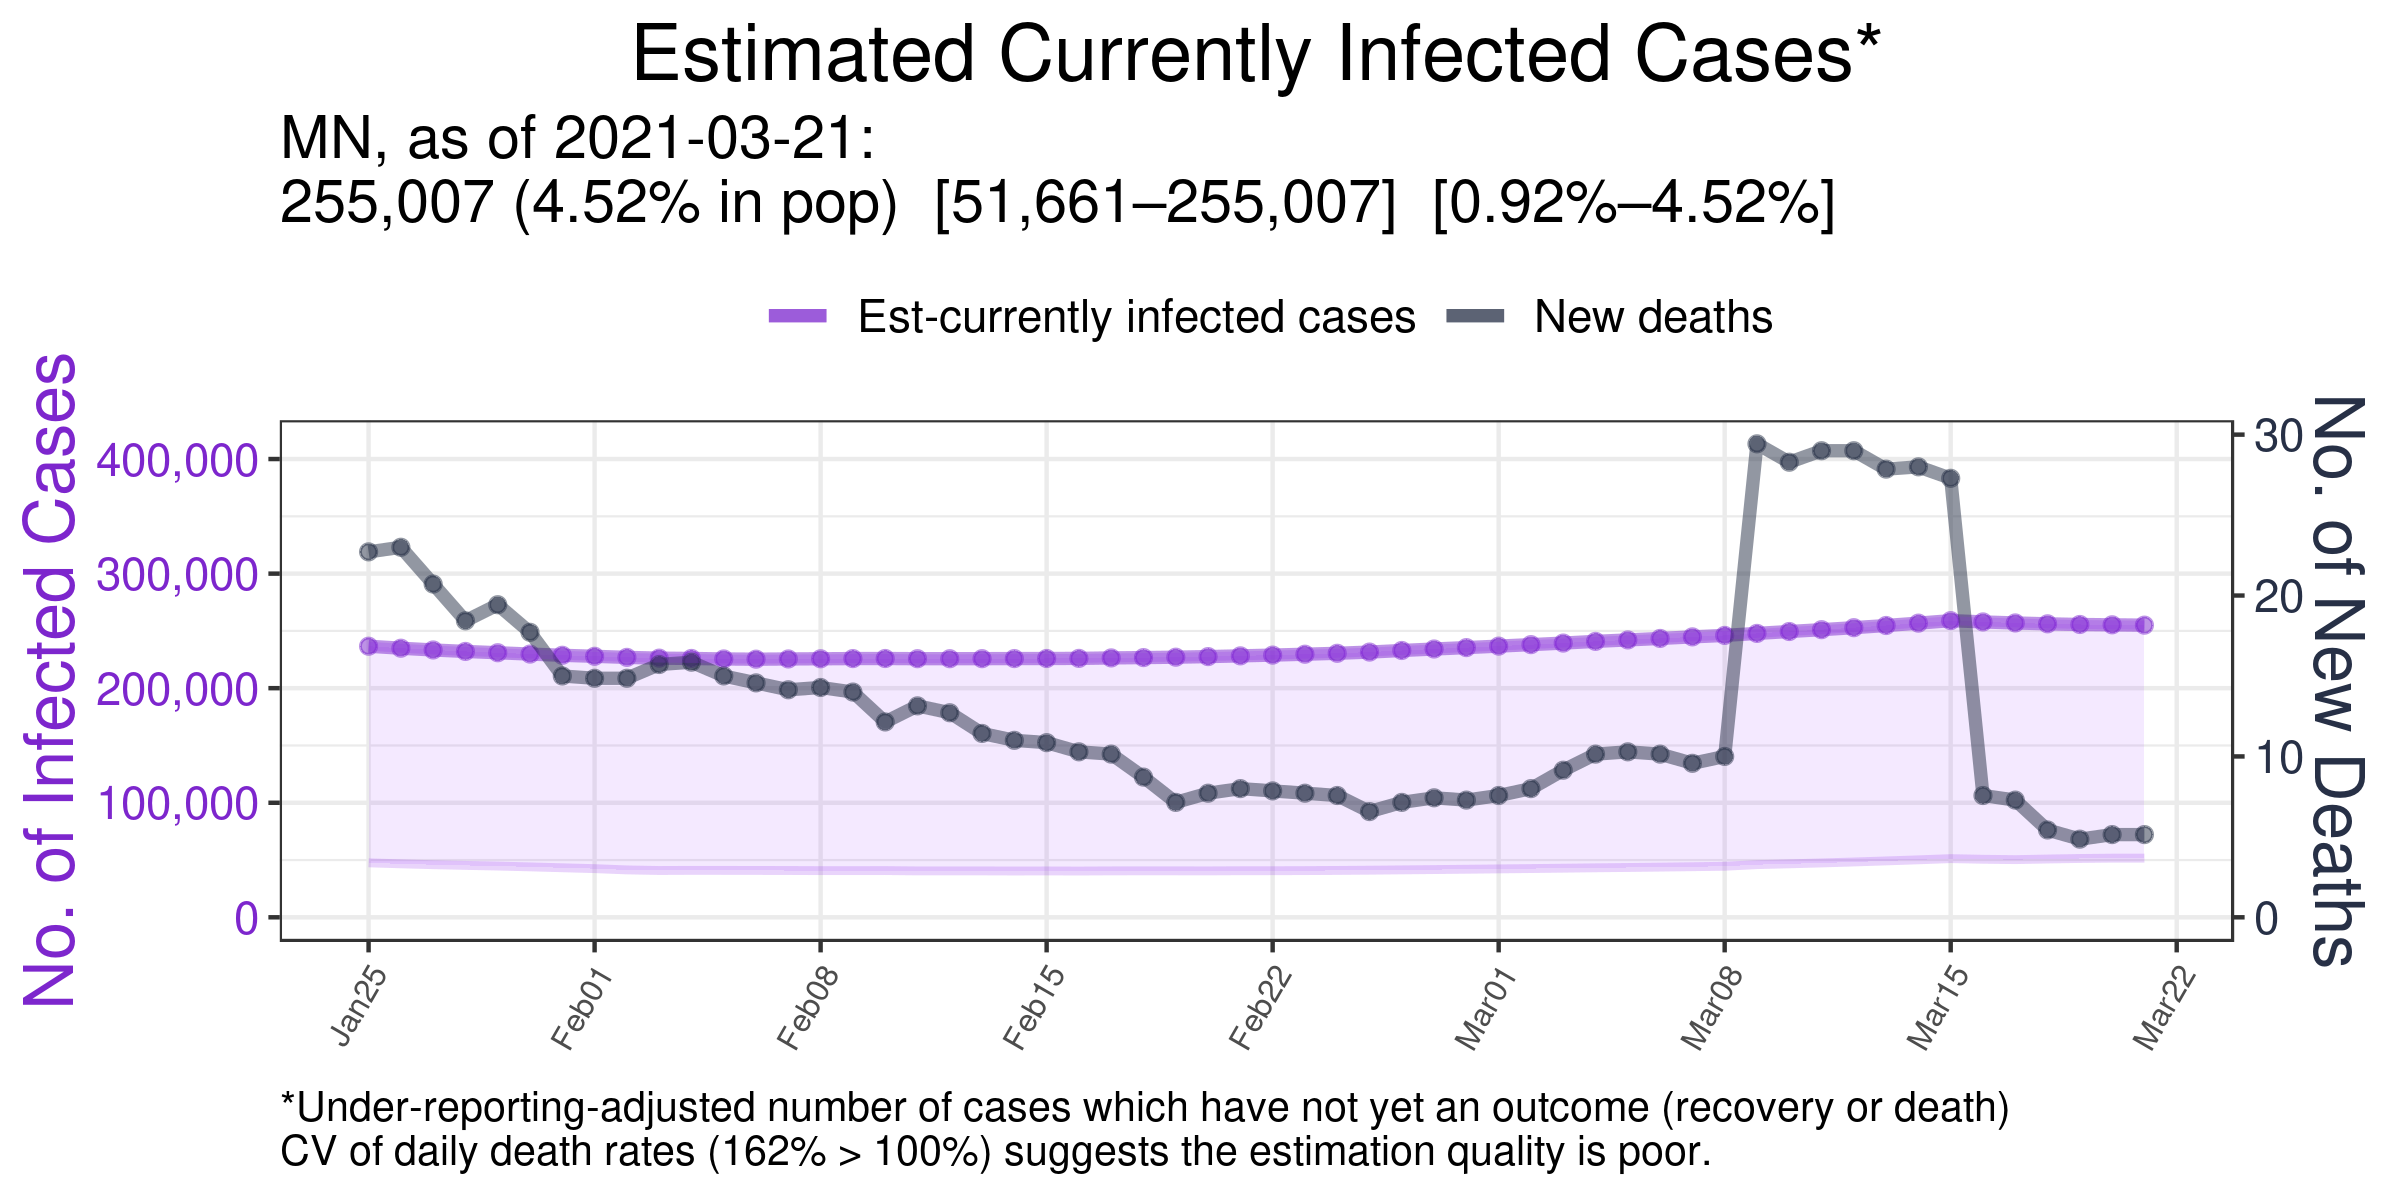 Estimated Currently Infected Cases*
MN, as of 2021-03-21:
255,007 (4.52% in pop) [51,661–255,007] [0.92%–4.52%]
Est-currently infected cases
New deaths
No. of Infected Cases
400,000
300,000
200,000
100,000
0
30
20
10
0
No. of New Deaths
Jan25
Feb01
Feb08
Feb15
Feb22
Mar01
Mar08
Mar15
Mar22
*Under-reporting-adjusted number of cases which have not yet an outcome (recovery or death)
CV of daily death rates (162% > 100%) suggests the estimation quality is poor.